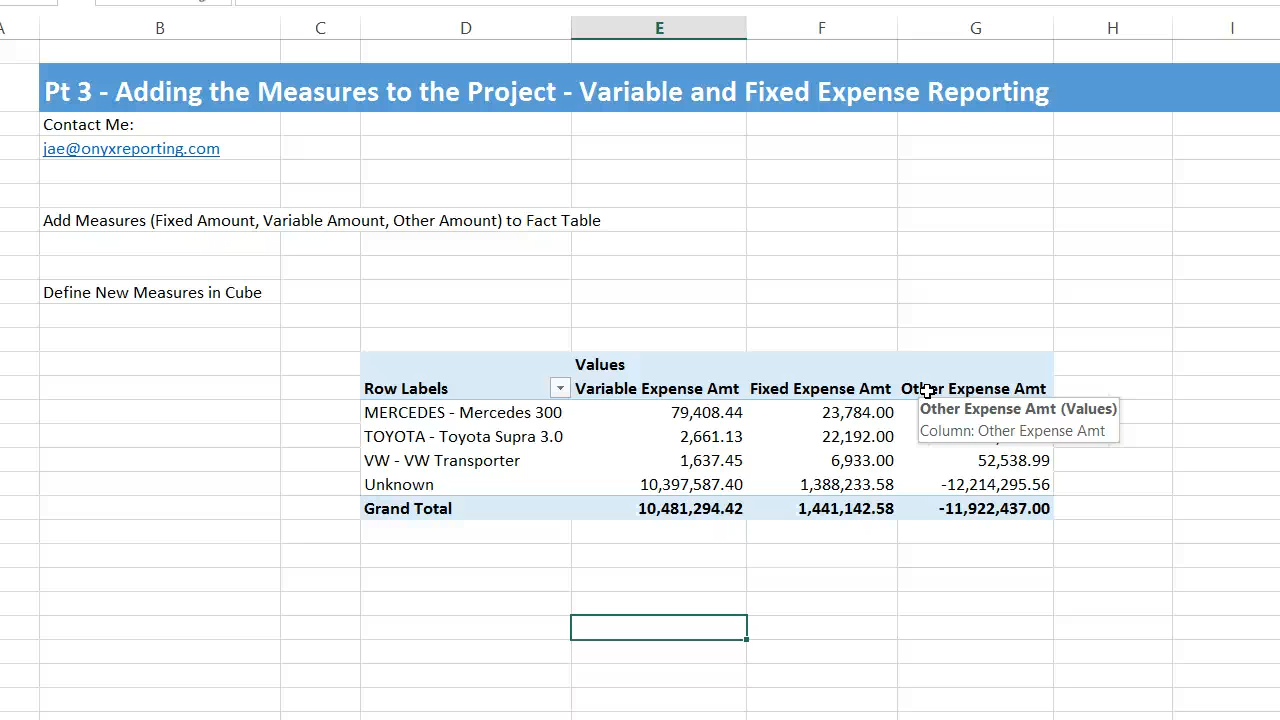 A B C D E F G H I
Pt 3 - Adding the Measures to the Project - Variable and Fixed Expense Reporting
Contact Me:
jae@onyxreporting.com
Add Measures (Fixed Amount, Variable Amount, Other Amount) to Fact Table
Define New Measures in Cube
Values
Row Labels Variable Expense Amt Fixed Expense Amt Other Expense Amt
MERCEDES - Mercedes 300 79,408.44 23,784.00
Other Expense Amt (Values)
Column: Other Expense Amt
TOYOTA - Toyota Supra 3.0 2,661.13 22,192.00
VW - VW Transporter 1,637.45 6,933.00 52,538.99
Unknown 10,397,587.40 1,388,233.58 -12,214,295.56
Grand Total 10,481,294.42 1,441,142.58 -11,922,437.00